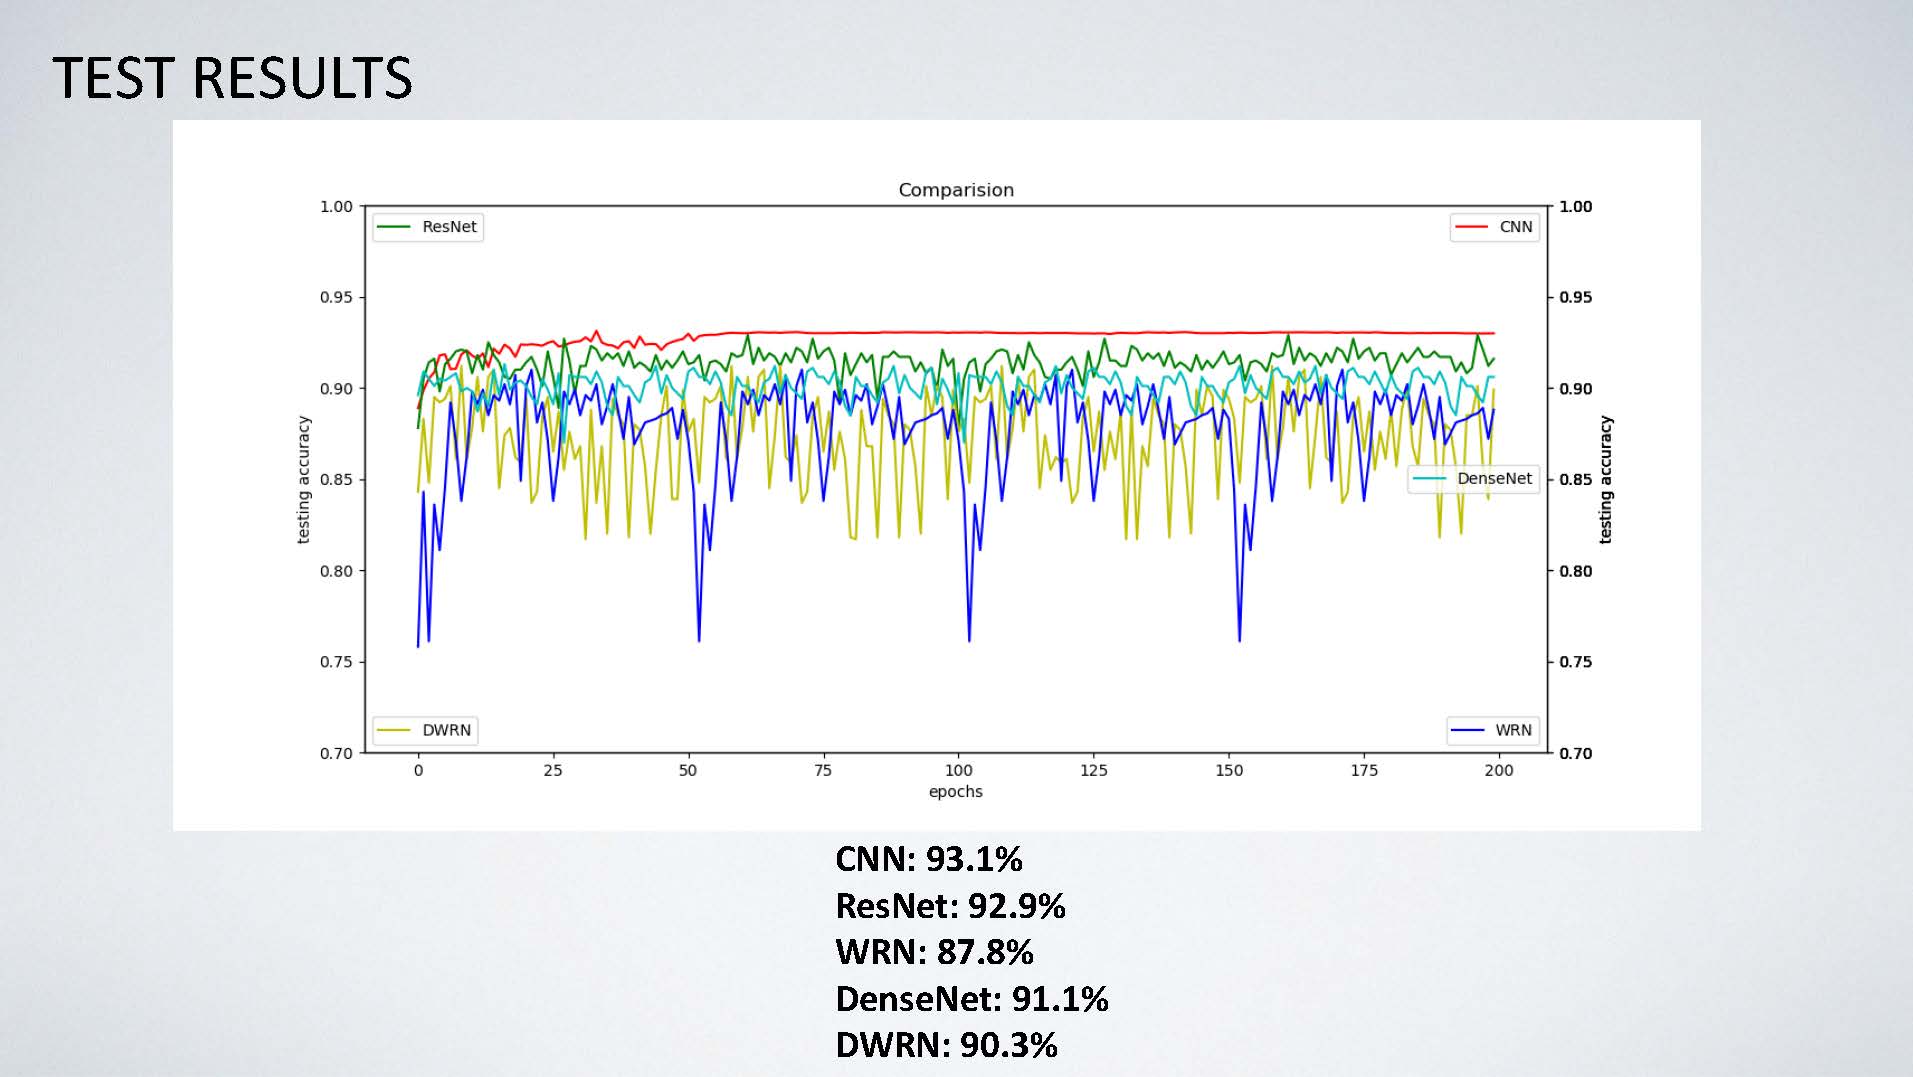 TEST RESULTS
Comparision
1.00
0.95
0.90
0.85
0.80
0.75
0.70
testing accuracy
ResNet
DWRN
CNN
DenseNet
WRN
1.00
0.95
0.90
0.85
0.80
0.75
0.70
testing accuracy
0 25 50 75 100 125 150 175 200
epochs
CNN: 93.1%
ResNet: 92.9%
WRN: 87.8%
DenseNet: 91.1%
DWRN: 90.3%